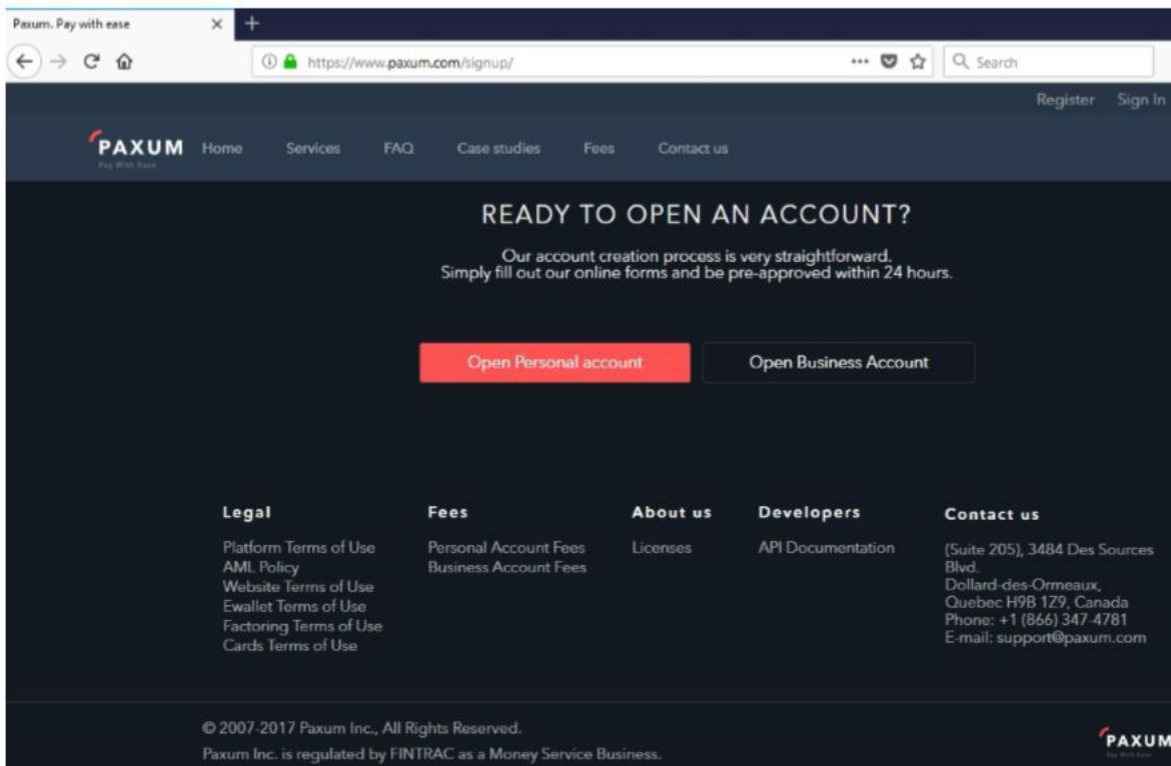 Paxum. Pay with ease
https://www.paxum.com/signup/
Search
Register Sign In
PAXUM
Pay With Ease
Home Services FAQ Case studies Fees Contact us
READY TO OPEN AN ACCOUNT?
Our account creation process is very straightforward.
Simply fill out our online forms and be pre-approved within 24 hours.
Open Personal account
Open Business Account
Legal
Platform Terms of Use
AML Policy
Website Terms of Use
Ewallet Terms of Use
Factoring Terms of Use
Cards Terms of Use
Fees
Personal Account Fees
Business Account Fees
About us
Licenses
Developers
API Documentation
Contact us
(Suite 205), 3484 Des Sources
Blvd.
Dollard-des-Ormeaux,
Quebec H9B 1Z9, Canada
Phone: +1 (866) 347-4781
E-mail: support@paxum.com
© 2007-2017 Paxum Inc., All Rights Reserved.
Paxum Inc. is regulated by FINTRAC as a Money Service Business.
PAXUM
Pay With Ease